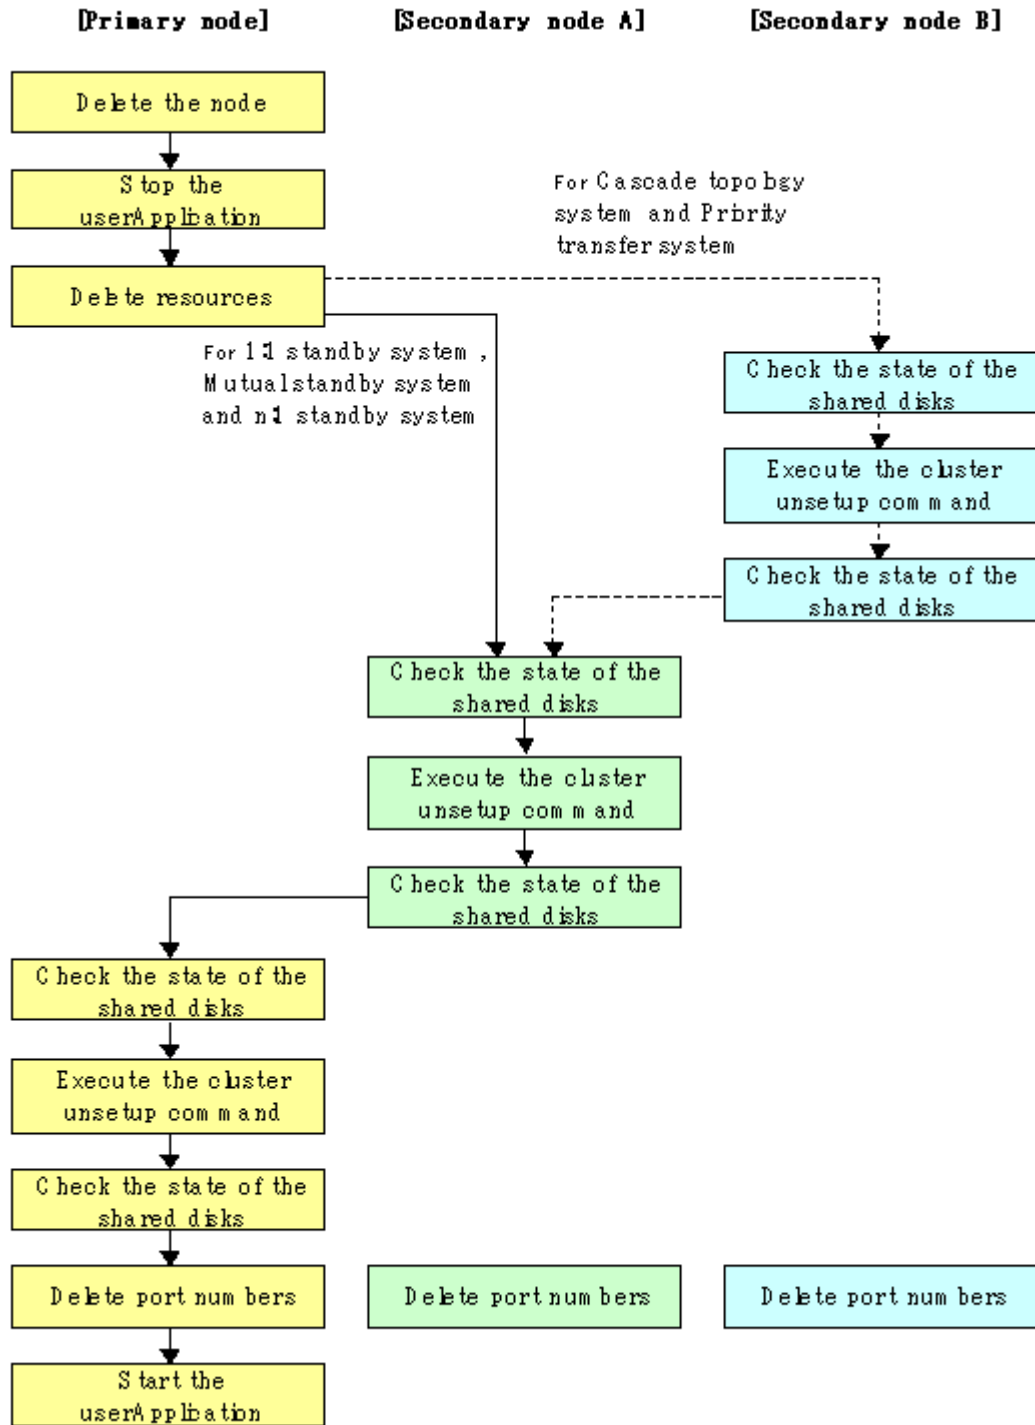 [Primary node] [Secondary node A] [Secondary node B]
Delete the node
Stop the
userApplication
For Cascade topology
system and Priority
transfer system
Delete resources
For 1:1 standby system ,
Mutual standby system
and n:1 standby system
Check the state of the
shared disks
Execute the cluster
unsetup command
Check the state of the
shared disks
Check the state of the
shared disks
Execute the cluster
unsetup command
Check the state of the
shared disks
Check the state of the
shared disks
Execute the cluster
unsetup command
Check the state of the
shared disks
Delete port numbers
Delete port numbers
Delete port numbers
Start the
userApplication